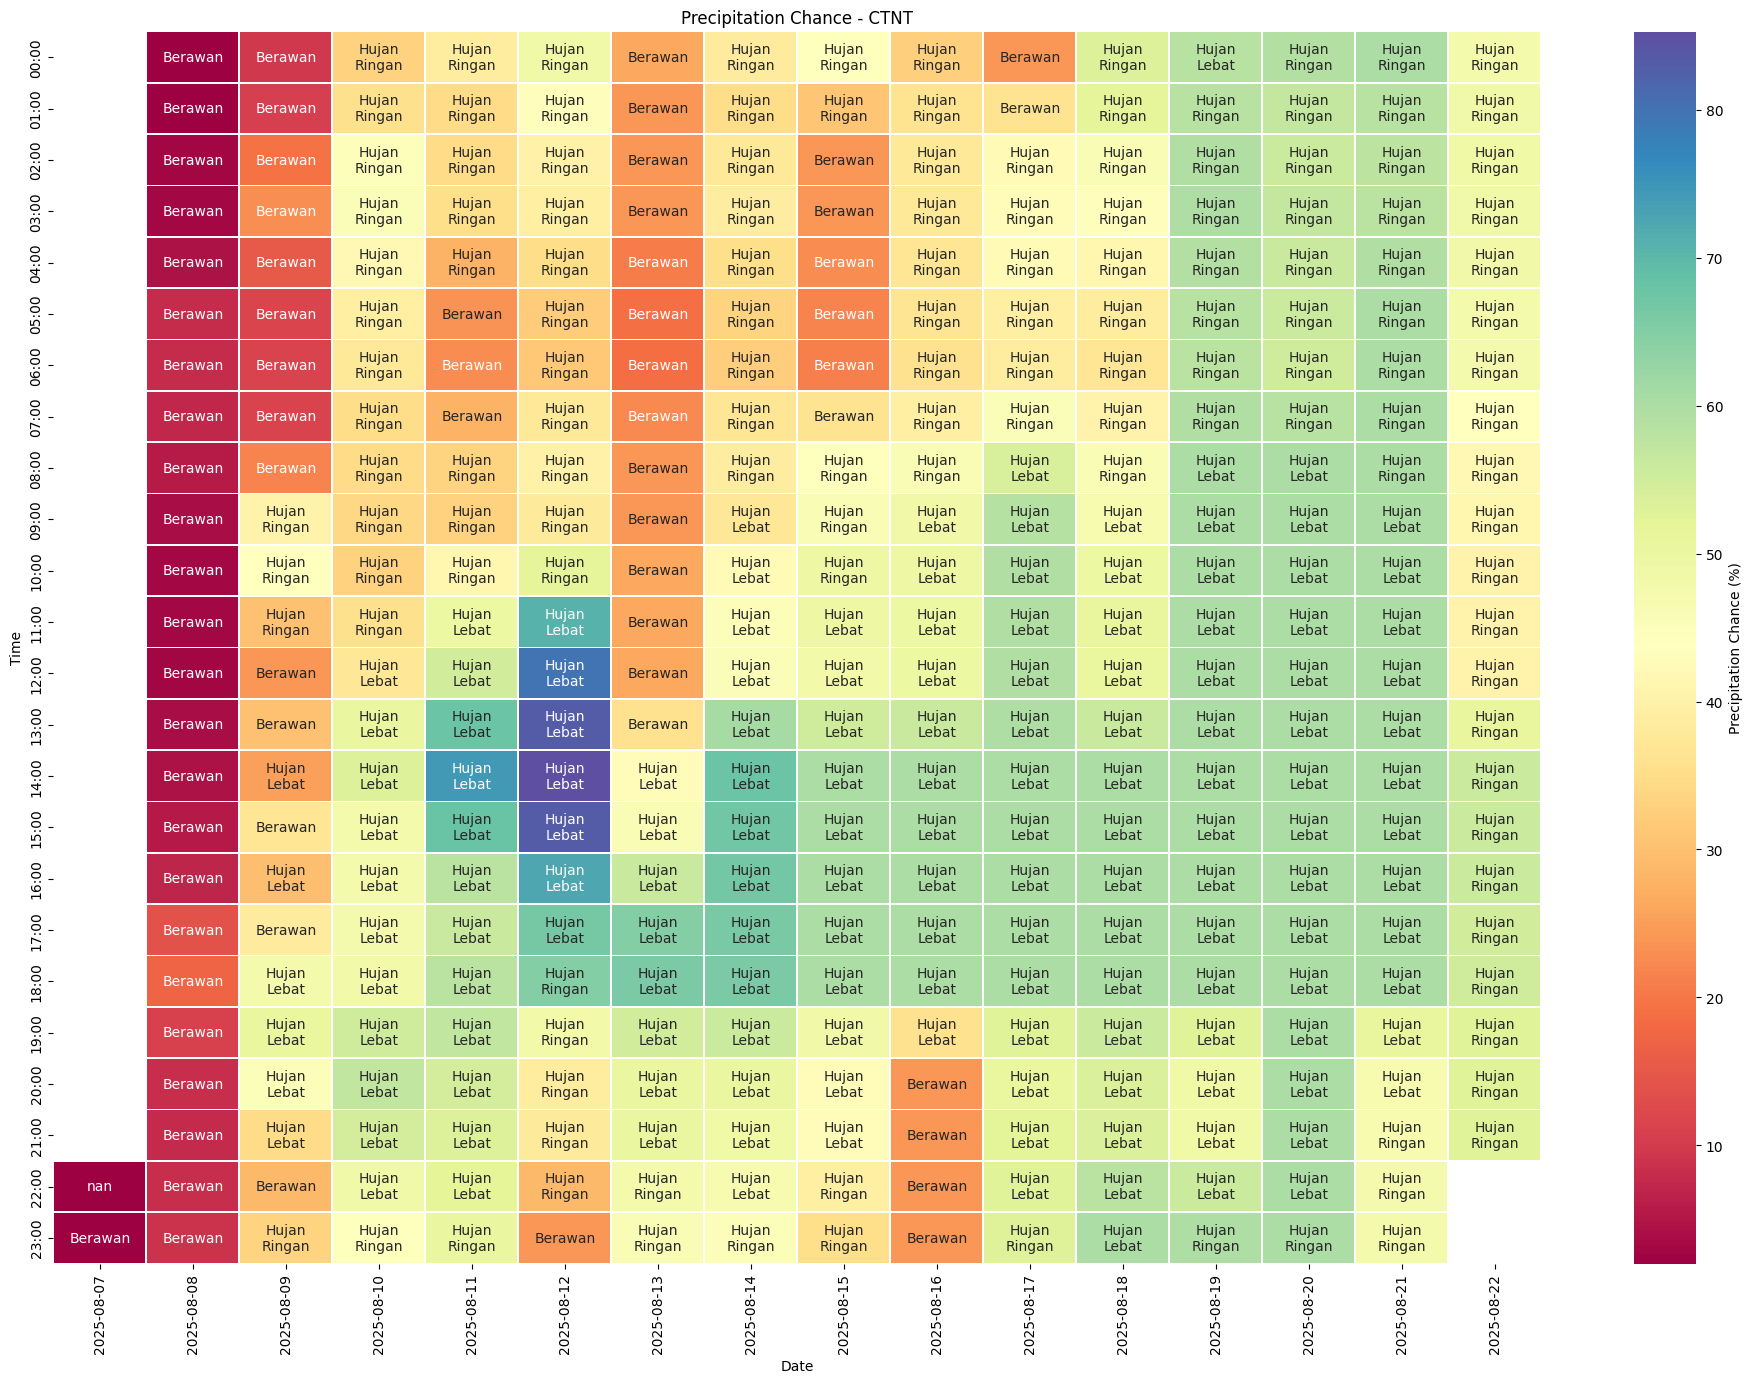 Precipitation Chance - CTNT
00:00 Berawan Berawan Hujan Ringan Hujan Ringan Hujan Ringan Berawan Hujan Ringan Hujan Ringan Hujan Ringan Berawan Hujan Ringan Hujan Lebat Hujan Ringan Hujan Ringan Hujan Ringan
01:00 Berawan Berawan Hujan Ringan Hujan Ringan Hujan Ringan Berawan Hujan Ringan Hujan Ringan Hujan Ringan Berawan Hujan Ringan Hujan Ringan Hujan Ringan Hujan Ringan Hujan Ringan
02:00 Berawan Berawan Hujan Ringan Hujan Ringan Hujan Ringan Berawan Hujan Ringan Berawan Hujan Ringan Hujan Ringan Hujan Ringan Hujan Ringan Hujan Ringan Hujan Ringan Hujan Ringan
03:00 Berawan Berawan Hujan Ringan Hujan Ringan Hujan Ringan Berawan Hujan Ringan Berawan Hujan Ringan Hujan Ringan Hujan Ringan Hujan Ringan Hujan Ringan Hujan Ringan Hujan Ringan
04:00 Berawan Berawan Hujan Ringan Hujan Ringan Hujan Ringan Berawan Hujan Ringan Berawan Hujan Ringan Hujan Ringan Hujan Ringan Hujan Ringan Hujan Ringan Hujan Ringan Hujan Ringan
05:00 Berawan Berawan Hujan Ringan Berawan Hujan Ringan Berawan Hujan Ringan Berawan Hujan Ringan Hujan Ringan Hujan Ringan Hujan Ringan Hujan Ringan Hujan Ringan Hujan Ringan
06:00 Berawan Berawan Hujan Ringan Berawan Hujan Ringan Berawan Hujan Ringan Berawan Hujan Ringan Hujan Ringan Hujan Ringan Hujan Ringan Hujan Ringan Hujan Ringan Hujan Ringan
07:00 Berawan Berawan Hujan Ringan Berawan Hujan Ringan Berawan Hujan Ringan Berawan Hujan Ringan Hujan Ringan Hujan Ringan Hujan Ringan Hujan Ringan Hujan Ringan Hujan Ringan
08:00 Berawan Berawan Hujan Ringan Hujan Ringan Hujan Ringan Berawan Hujan Ringan Hujan Ringan Hujan Ringan Hujan Lebat Hujan Ringan Hujan Lebat Hujan Lebat Hujan Ringan Hujan Ringan
09:00 Berawan Hujan Ringan Hujan Ringan Hujan Ringan Hujan Ringan Berawan Hujan Lebat Hujan Ringan Hujan Lebat Hujan Lebat Hujan Lebat Hujan Lebat Hujan Lebat Hujan Lebat Hujan Ringan
10:00 Berawan Hujan Ringan Hujan Ringan Hujan Ringan Hujan Ringan Berawan Hujan Lebat Hujan Ringan Hujan Lebat Hujan Lebat Hujan Lebat Hujan Lebat Hujan Lebat Hujan Lebat Hujan Ringan
11:00 Berawan Hujan Ringan Hujan Ringan Hujan Lebat Hujan Lebat Berawan Hujan Lebat Hujan Lebat Hujan Lebat Hujan Lebat Hujan Lebat Hujan Lebat Hujan Lebat Hujan Lebat Hujan Ringan
12:00 Berawan Berawan Hujan Lebat Hujan Lebat Hujan Lebat Berawan Hujan Lebat Hujan Lebat Hujan Lebat Hujan Lebat Hujan Lebat Hujan Lebat Hujan Lebat Hujan Lebat Hujan Ringan
13:00 Berawan Berawan Hujan Lebat Hujan Lebat Hujan Lebat Berawan Hujan Lebat Hujan Lebat Hujan Lebat Hujan Lebat Hujan Lebat Hujan Lebat Hujan Lebat Hujan Lebat Hujan Ringan
14:00 Berawan Hujan Lebat Hujan Lebat Hujan Lebat Hujan Lebat Hujan Lebat Hujan Lebat Hujan Lebat Hujan Lebat Hujan Lebat Hujan Lebat Hujan Lebat Hujan Lebat Hujan Lebat Hujan Ringan
15:00 Berawan Berawan Hujan Lebat Hujan Lebat Hujan Lebat Hujan Lebat Hujan Lebat Hujan Lebat Hujan Lebat Hujan Lebat Hujan Lebat Hujan Lebat Hujan Lebat Hujan Lebat Hujan Ringan
16:00 Berawan Hujan Lebat Hujan Lebat Hujan Lebat Hujan Lebat Hujan Lebat Hujan Lebat Hujan Lebat Hujan Lebat Hujan Lebat Hujan Lebat Hujan Lebat Hujan Lebat Hujan Lebat Hujan Ringan
17:00 Berawan Berawan Hujan Lebat Hujan Lebat Hujan Lebat Hujan Lebat Hujan Lebat Hujan Lebat Hujan Lebat Hujan Lebat Hujan Lebat Hujan Lebat Hujan Lebat Hujan Lebat Hujan Ringan
18:00 Berawan Hujan Lebat Hujan Lebat Hujan Lebat Hujan Ringan Hujan Lebat Hujan Lebat Hujan Lebat Hujan Lebat Hujan Lebat Hujan Lebat Hujan Lebat Hujan Lebat Hujan Lebat Hujan Ringan
19:00 Berawan Hujan Lebat Hujan Lebat Hujan Lebat Hujan Ringan Hujan Lebat Hujan Lebat Hujan Lebat Hujan Lebat Hujan Lebat Hujan Lebat Hujan Lebat Hujan Lebat Hujan Lebat Hujan Ringan
20:00 Berawan Hujan Lebat Hujan Lebat Hujan Lebat Hujan Ringan Hujan Lebat Hujan Lebat Hujan Lebat Berawan Hujan Lebat Hujan Lebat Hujan Lebat Hujan Lebat Hujan Lebat Hujan Ringan
21:00 Berawan Hujan Lebat Hujan Lebat Hujan Lebat Hujan Ringan Hujan Lebat Hujan Lebat Hujan Lebat Berawan Hujan Lebat Hujan Lebat Hujan Lebat Hujan Lebat Hujan Ringan Hujan Ringan
22:00 nan Berawan Berawan Hujan Lebat Hujan Lebat Hujan Ringan Hujan Ringan Hujan Lebat Hujan Ringan Berawan Hujan Lebat Hujan Lebat Hujan Lebat Hujan Lebat Hujan Ringan
23:00 Berawan Berawan Hujan Ringan Hujan Ringan Hujan Ringan Berawan Hujan Ringan Hujan Ringan Hujan Ringan Berawan Hujan Ringan Hujan Lebat Hujan Ringan Hujan Ringan Hujan Ringan
2025-08-07 2025-08-08 2025-08-09 2025-08-10 2025-08-11 2025-08-12 2025-08-13 2025-08-14 2025-08-15 2025-08-16 2025-08-17 2025-08-18 2025-08-19 2025-08-20 2025-08-21 2025-08-22
Time
Date
80
70
60
50
40
30
20
10
Precipitation Chance (%)